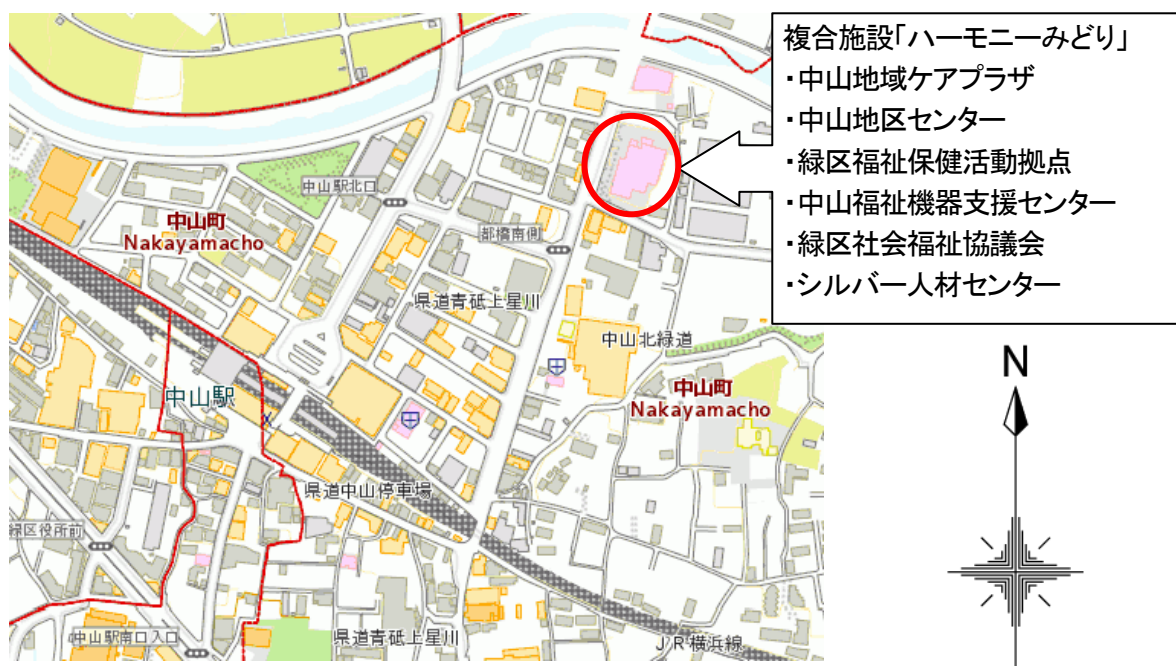 複合施設「ハーモニーみどり」
・中山地域ケアプラザ
・中山地区センター
・緑区福祉保健活動拠点
・中山福祉機器支援センター
・緑区社会福祉協議会
・シルバー人材センター
中山駅北口
中山町
Nakayamacho
都橋南側
県道青砥上星川
中山北緑道
中山駅
中山町
Nakayamacho
県道中山停車場
緑区役所前
中山駅南口入口
県道青砥上星川
JR横浜線
N